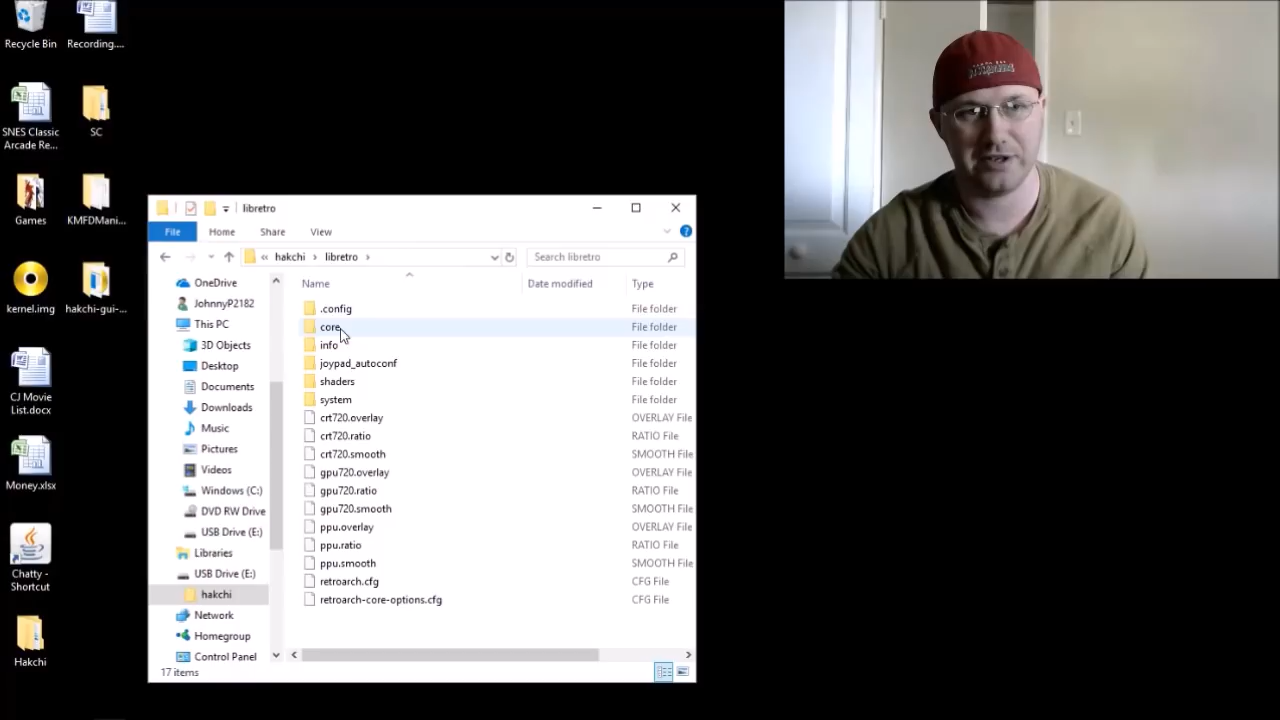 Recycle Bin
Recording....
SNES Classic
Arcade Re...
SC
Games
KMFDMani...
kernel.img
hakchi-gui-...
CJ Movie
List.docx
Money.xlsx
Chatty -
Shortcut
Hakchi
libretro
File
Home
Share
View
« hakchi › libretro ›
Search libretro
OneDrive
JohnnyP2182
This PC
3D Objects
Desktop
Documents
Downloads
Music
Pictures
Videos
Windows (C:)
DVD RW Drive
USB Drive (E:)
Libraries
USB Drive (E:)
hakchi
Network
Homegroup
Control Panel
Name
Date modified
Type
.config
File folder
core
File folder
info
File folder
joypad_autoconf
File folder
shaders
File folder
system
File folder
crt720.overlay
OVERLAY File
crt720.ratio
RATIO File
crt720.smooth
SMOOTH File
gpu720.overlay
OVERLAY File
gpu720.ratio
RATIO File
gpu720.smooth
SMOOTH File
ppu.overlay
OVERLAY File
ppu.ratio
RATIO File
ppu.smooth
SMOOTH File
retroarch.cfg
CFG File
retroarch-core-options.cfg
CFG File
17 items